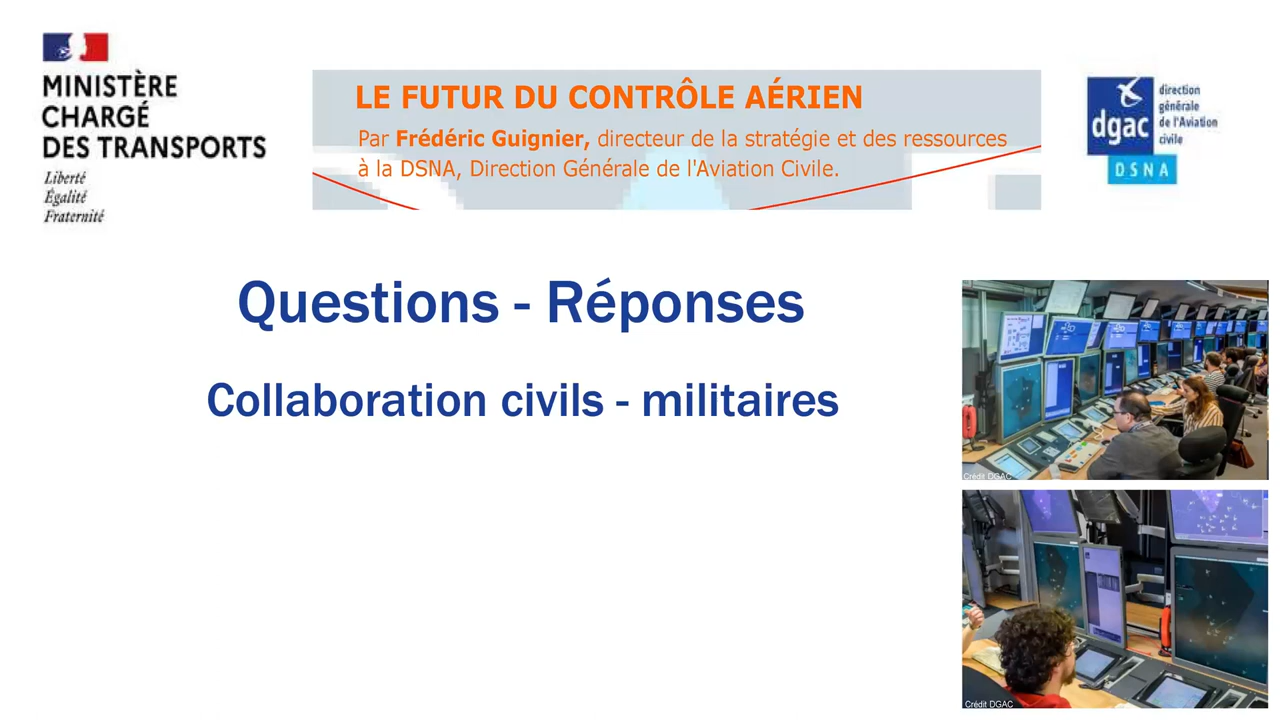 MINISTÈRE
CHARGÉ
DES TRANSPORTS
Liberté
Égalité
Fraternité
LE FUTUR DU CONTRÔLE AÉRIEN
Par Frédéric Guignier, directeur de la stratégie et des ressources
à la DSNA, Direction Générale de l'Aviation Civile.
dgac
direction
générale
de l'Aviation
civile
DSNA
Questions - Réponses
Collaboration civils - militaires
Crédit DGAC
Crédit DGAC